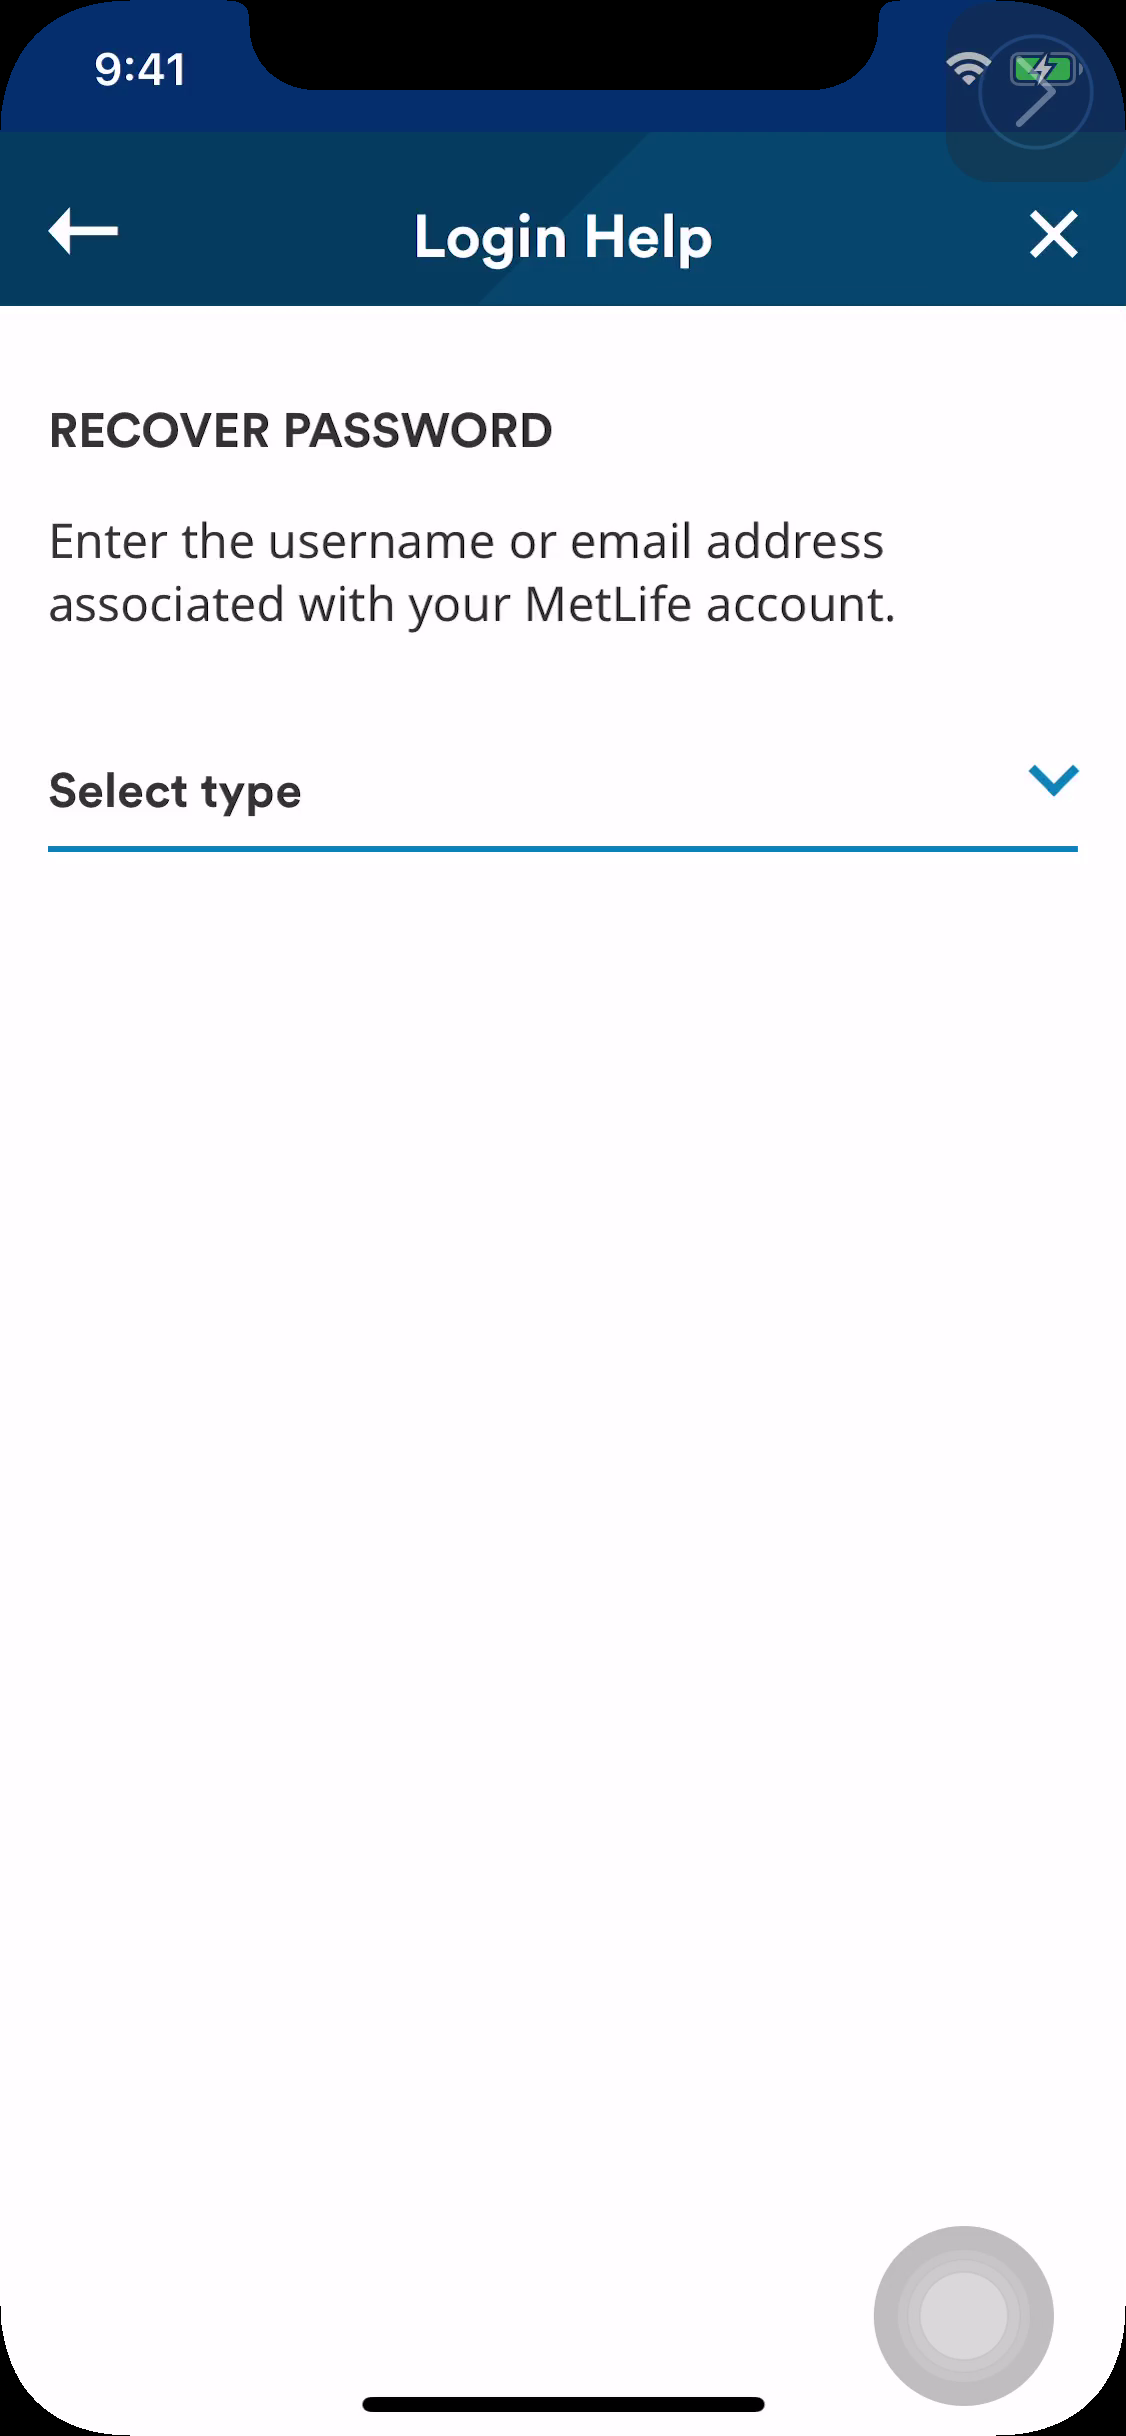 9:41
Login Help
RECOVER PASSWORD
Enter the username or email address
associated with your MetLife account.
Select type